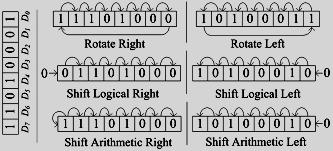 D7 D6 D5 D4 D3 D2 D1 D0
1 1 0 1 0 0 0 1
1 1 1 0 1 0 0 0
Rotate Right
1 0 1 0 0 0 1 1
Rotate Left
0 0 1 1 0 1 0 0 0
Shift Logical Right
1 0 1 0 0 0 1 0 0
Shift Logical Left
1 1 1 0 1 0 0 0
Shift Arithmetic Right
1 0 1 0 0 0 1 0 0
Shift Arithmetic Left